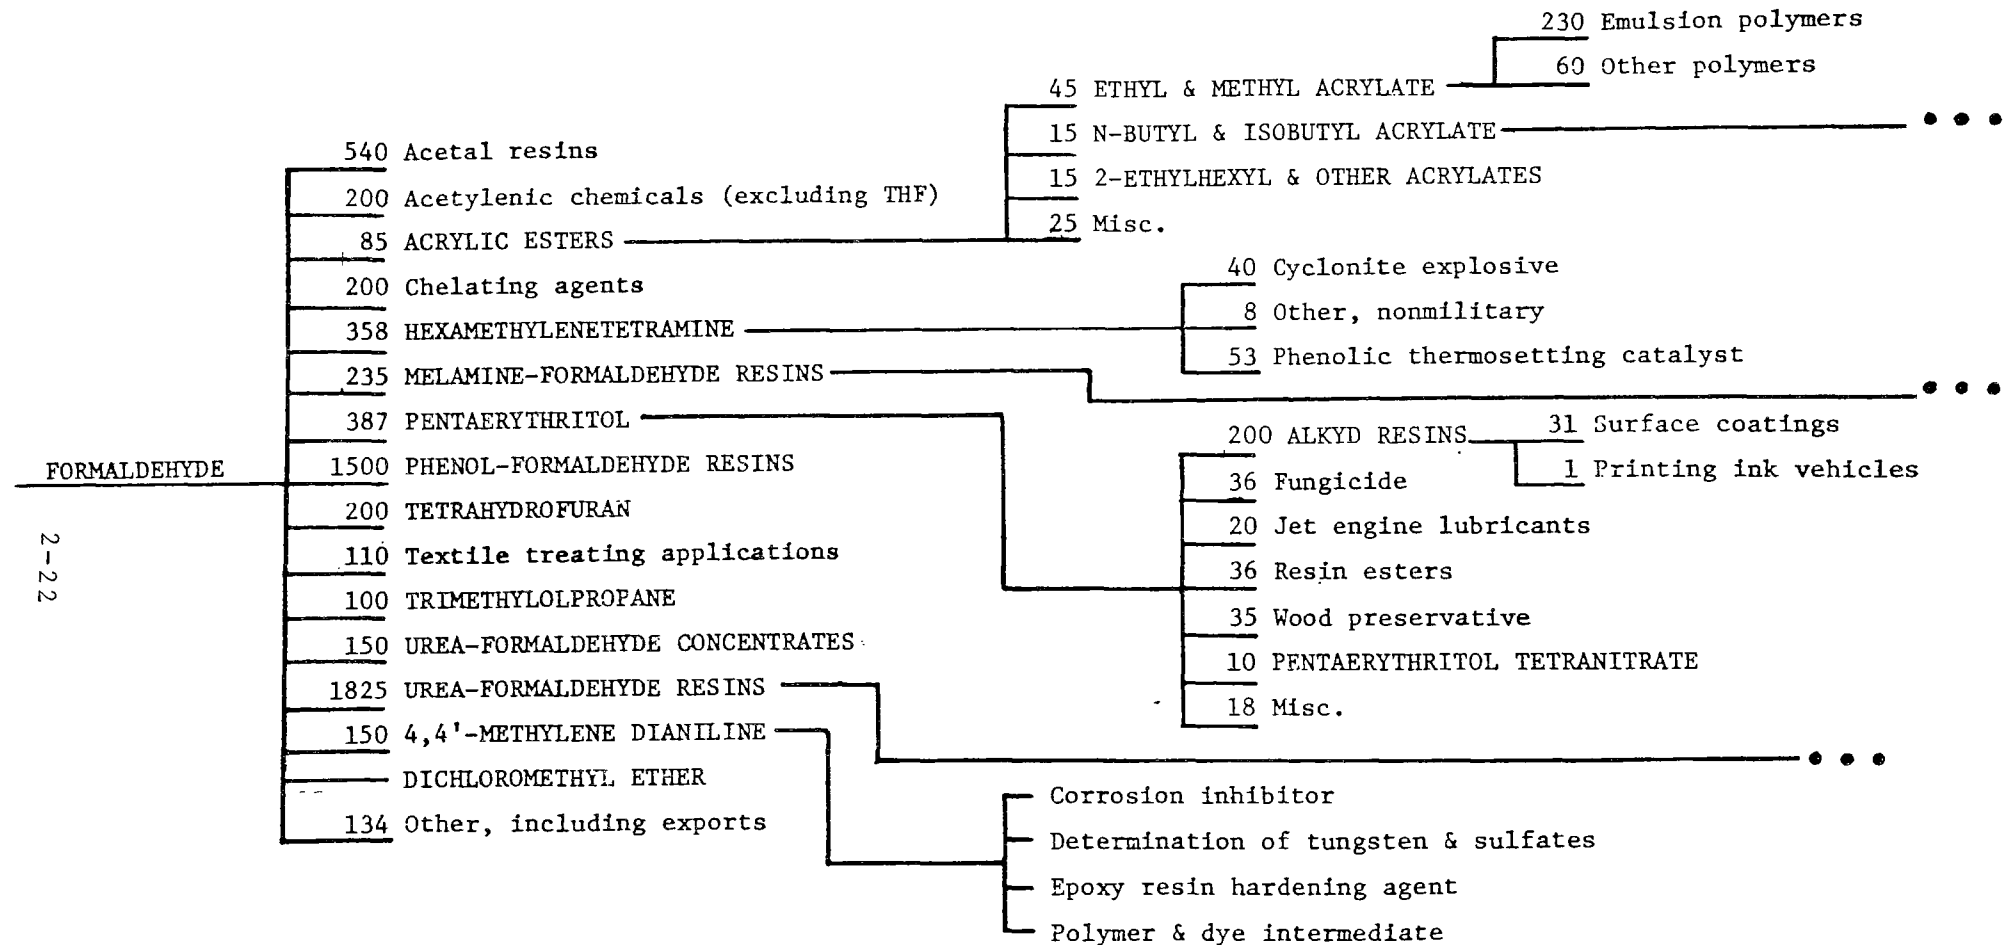 FORMALDEHYDE
540 Acetal resins
200 Acetylenic chemicals (excluding THF)
85 ACRYLIC ESTERS
200 Chelating agents
358 HEXAMETHYLENETETRAMINE
235 MELAMINE-FORMALDEHYDE RESINS
387 PENTAERYTHRITOL
1500 PHENOL-FORMALDEHYDE RESINS
200 TETRAHYDROFURAN
110 Textile treating applications
100 TRIMETHYLOLPROPANE
150 UREA-FORMALDEHYDE CONCENTRATES
1825 UREA-FORMALDEHYDE RESINS
150 4,4'-METHYLENE DIANILINE
DICHLOROMETHYL ETHER
134 Other, including exports
45 ETHYL & METHYL ACRYLATE
15 N-BUTYL & ISOBUTYL ACRYLATE
15 2-ETHYLHEXYL & OTHER ACRYLATES
25 Misc.
230 Emulsion polymers
60 Other polymers
40 Cyclonite explosive
8 Other, nonmilitary
53 Phenolic thermosetting catalyst
200 ALKYD RESINS
36 Fungicide
20 Jet engine lubricants
36 Resin esters
35 Wood preservative
10 PENTAERYTHRITOL TETRANITRATE
18 Misc.
31 Surface coatings
1 Printing ink vehicles
Corrosion inhibitor
Determination of tungsten & sulfates
Epoxy resin hardening agent
Polymer & dye intermediate
2-22